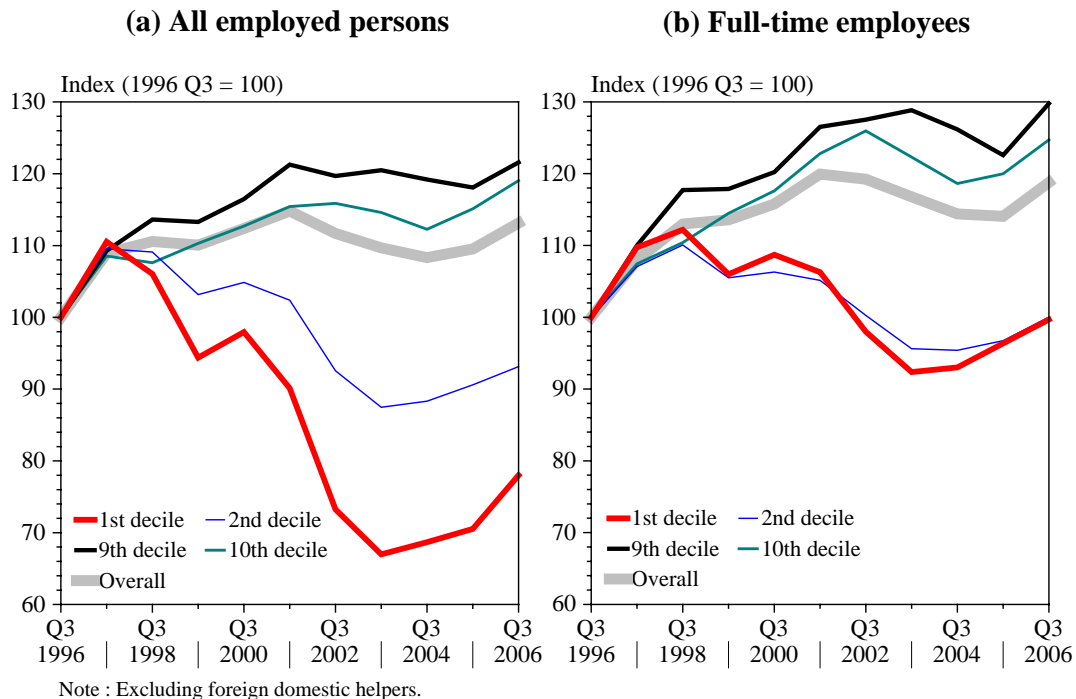 (a) All employed persons
(b) Full-time employees
Index (1996 Q3 = 100)
130
120
110
100
90
80
70
60
1st decile
2nd decile
9th decile
10th decile
Overall
Q3 Q3 Q3 Q3 Q3 Q3
1996 | 1998 | 2000 | 2002 | 2004 | 2006
Index (1996 Q3 = 100)
130
120
110
100
90
80
70
60
1st decile
2nd decile
9th decile
10th decile
Overall
Q3 Q3 Q3 Q3 Q3 Q3
1996 | 1998 | 2000 | 2002 | 2004 | 2006
Note : Excluding foreign domestic helpers.